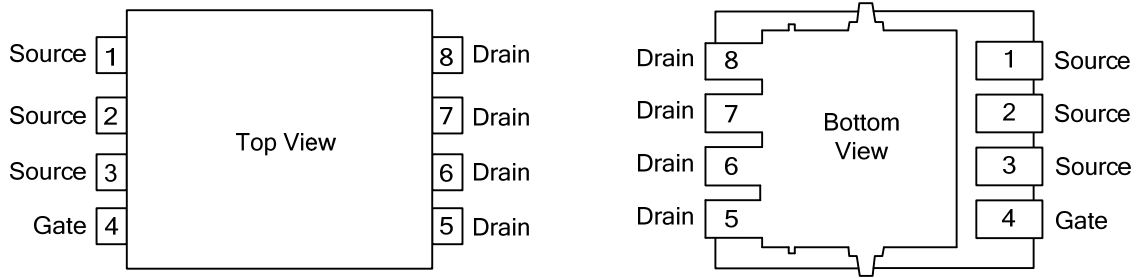 Source 1 8 Drain
Source 2 7 Drain
Source 3 6 Drain
Gate 4 5 Drain
Top View
Drain 8 1 Source
Drain 7 2 Source
Drain 6 3 Source
Drain 5 4 Gate
Bottom
View